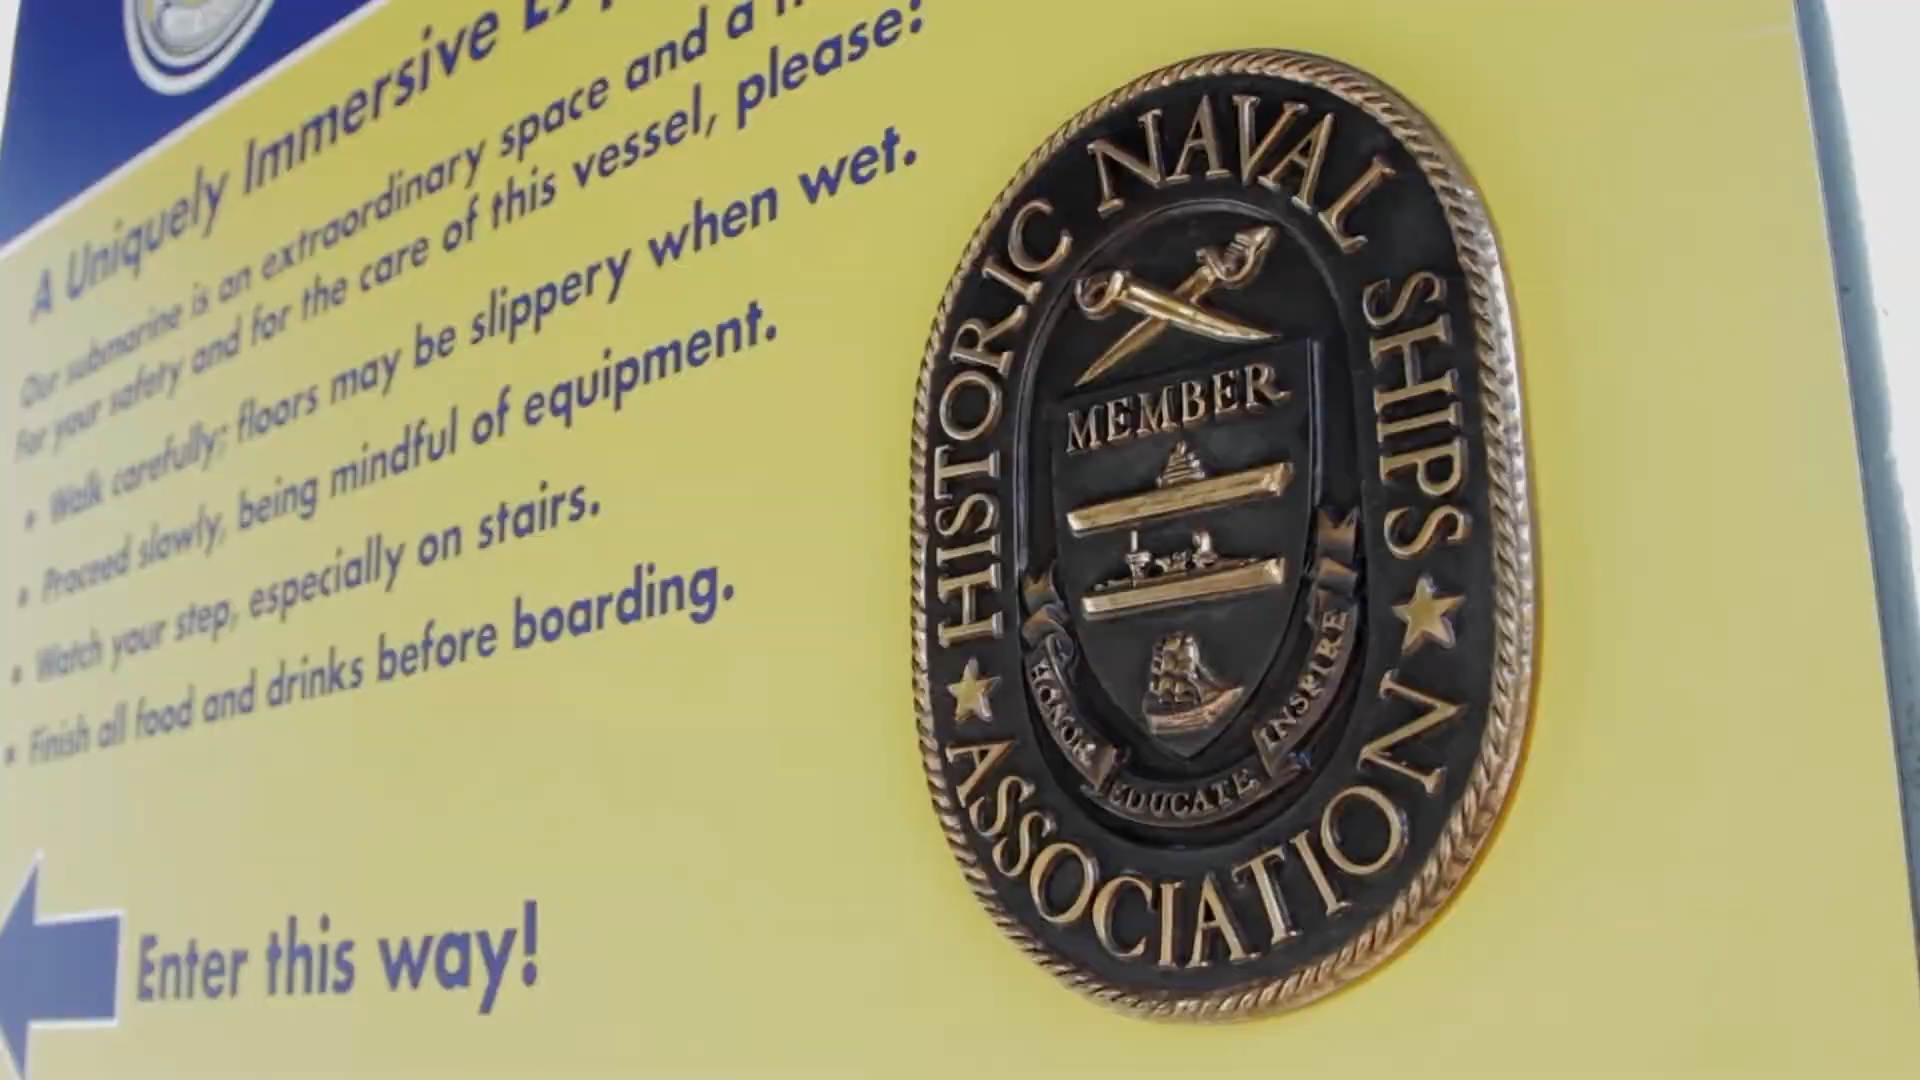 A Uniquely Immersive
Our submarine is an extraordinary space and a
For your safety and for the care of this vessel, please:
• Walk carefully; floors may be slippery when wet.
• Proceed slowly, being mindful of equipment.
• Watch your step, especially on stairs.
• Finish all food and drinks before boarding.
Enter this way!
HISTORIC NAVAL SHIPS
★ ASSOCIATION ★
MEMBER
HONOR EDUCATE INSPIRE